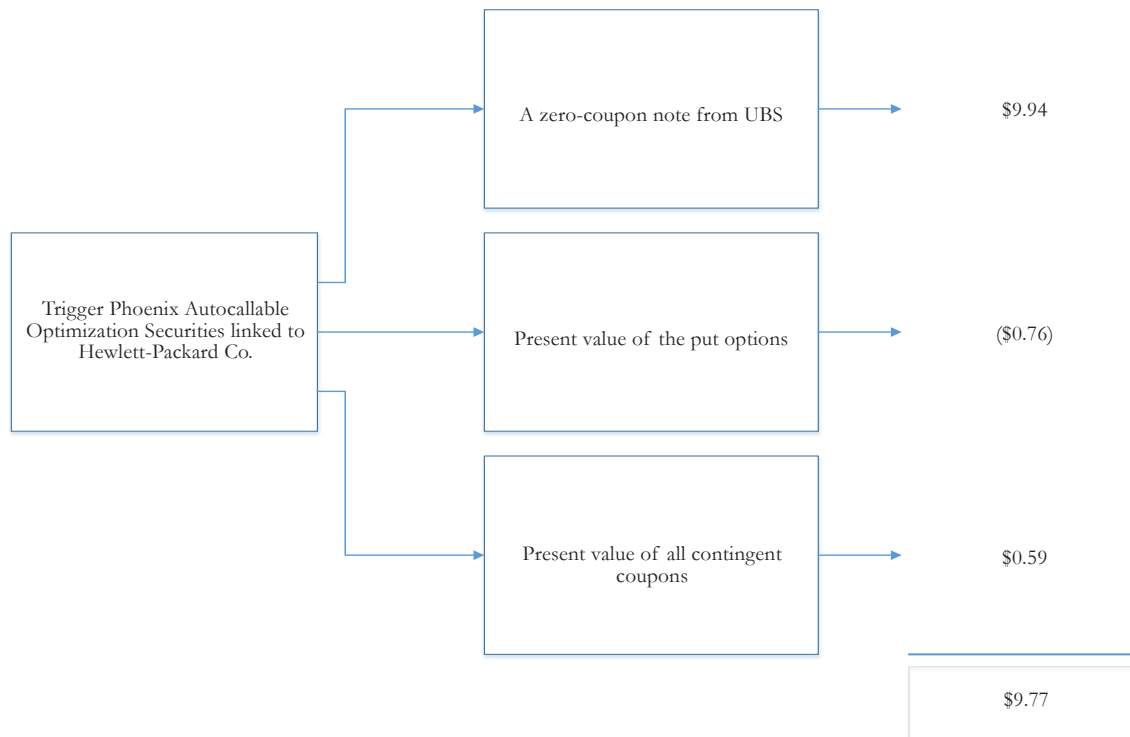 A zero-coupon note from UBS
$9.94
Trigger Phoenix Autocallable
Optimization Securities linked to
Hewlett-Packard Co.
Present value of the put options
($0.76)
Present value of all contingent
coupons
$0.59
$9.77